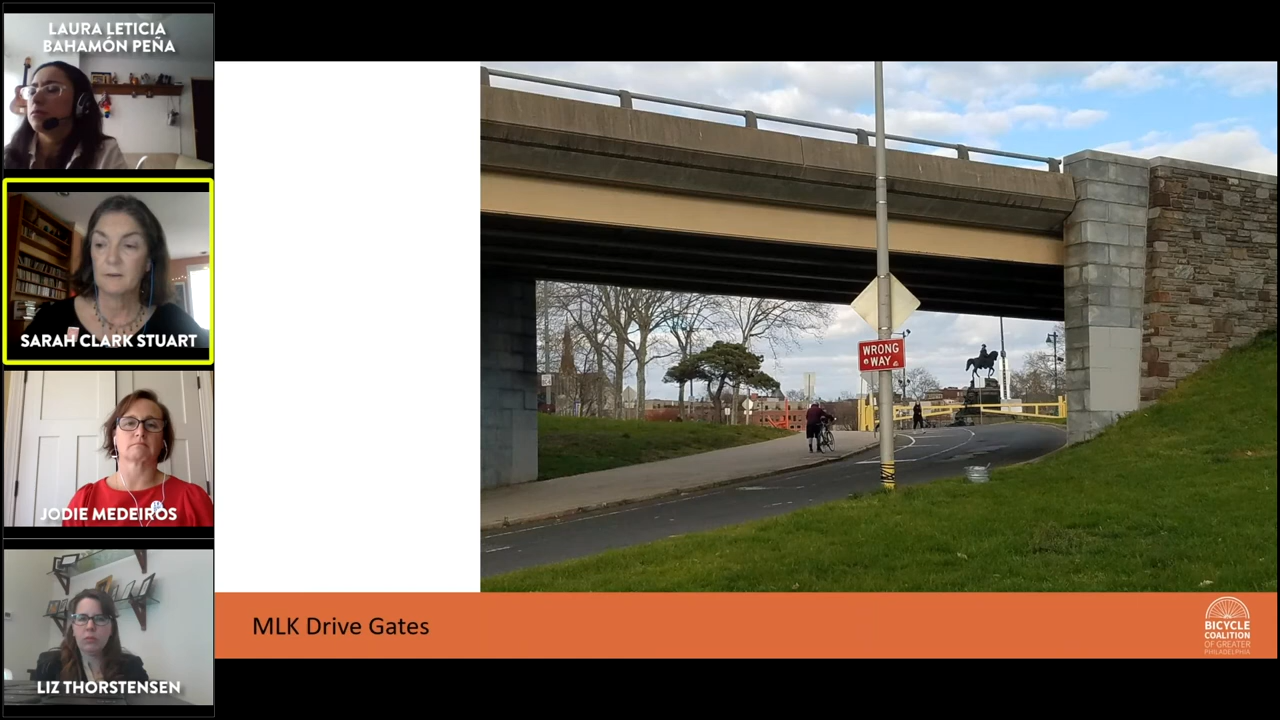 LAURA LETICIA
BAHAMÓN PEÑA
SARAH CLARK STUART
JODIE MEDEIROS
LIZ THORSTENSEN
WRONG
WAY
MLK Drive Gates
BICYCLE
COALITION
OF GREATER
PHILADELPHIA